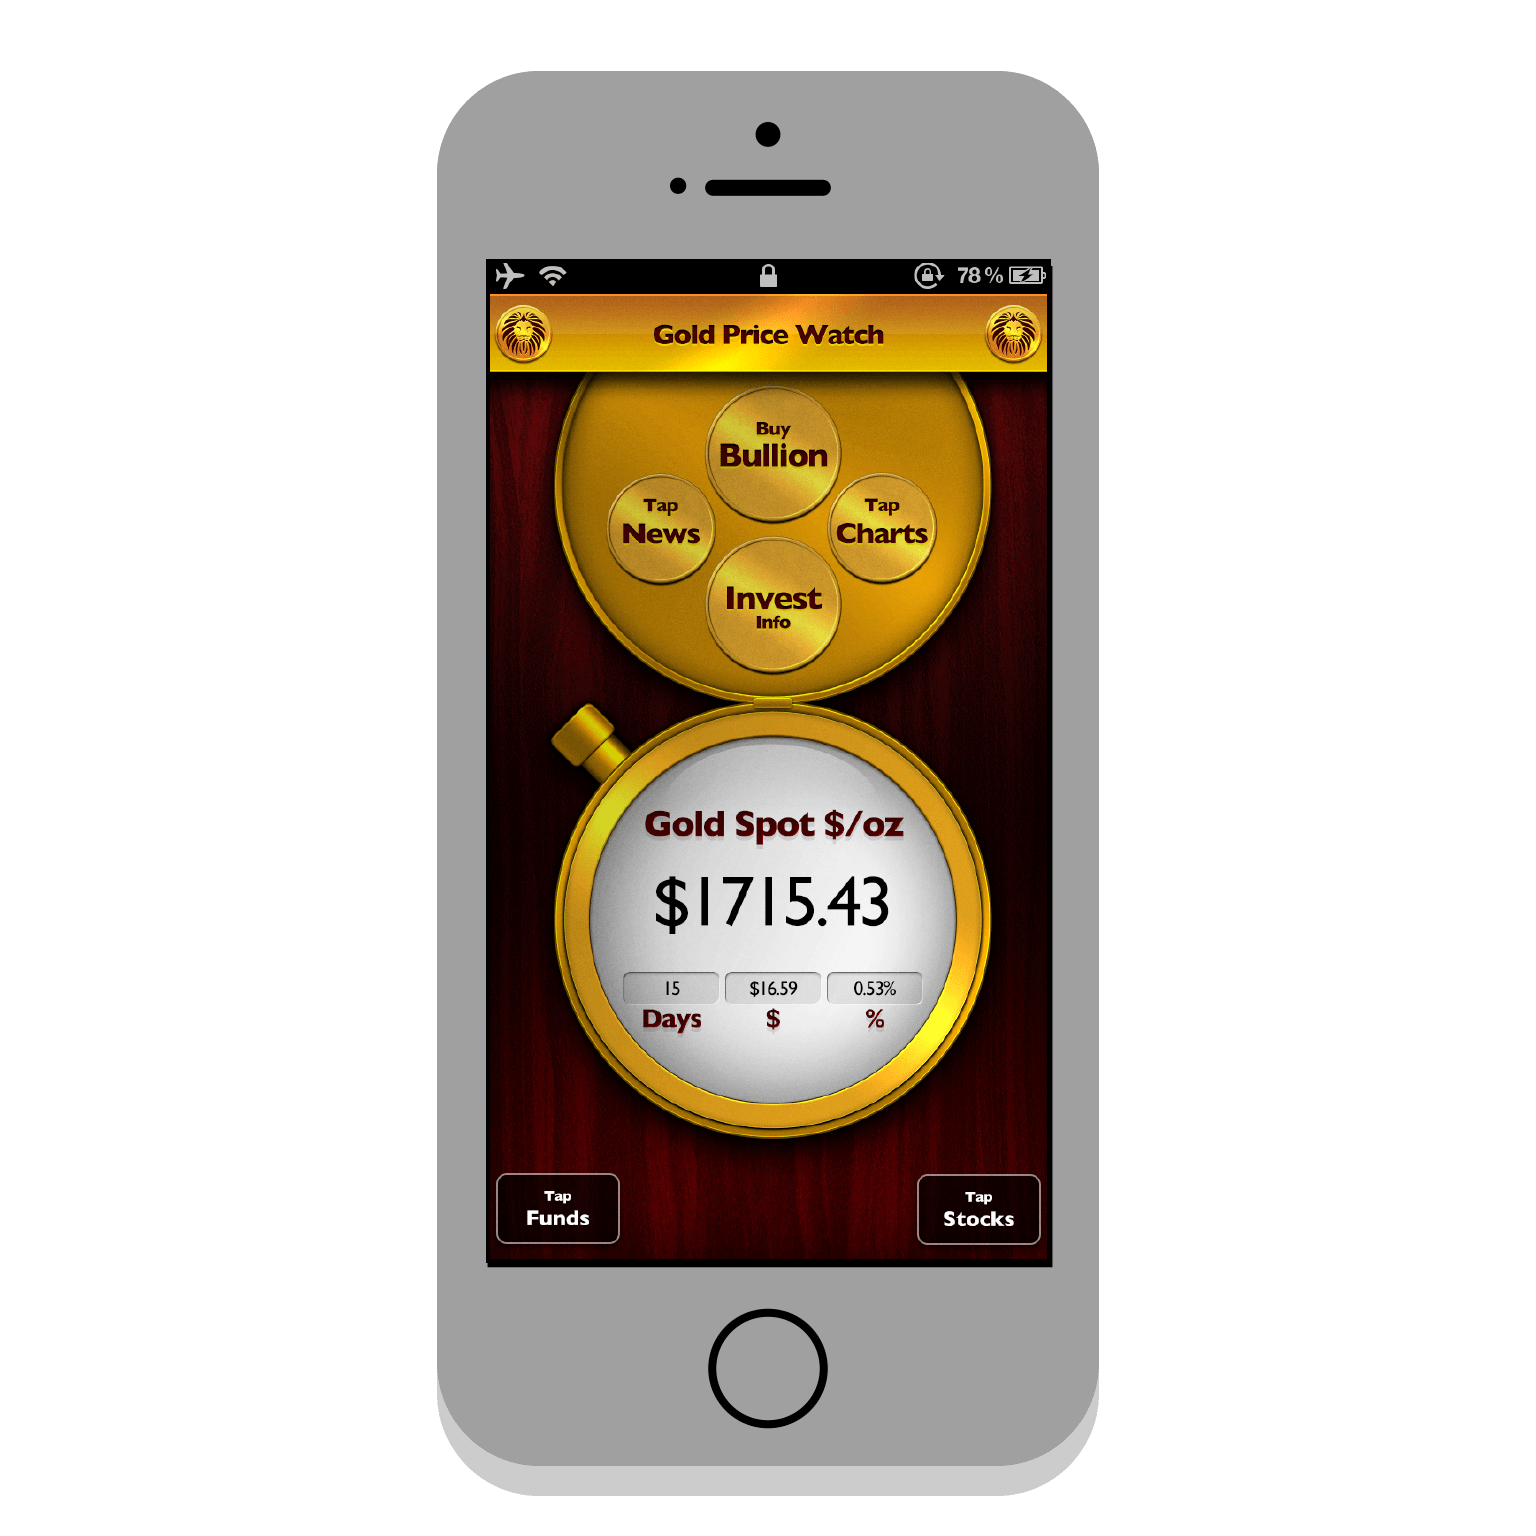 78 %
Gold Price Watch
Buy
Bullion
Tap
News
Tap
Charts
Invest
Info
Gold Spot $/oz
$1715.43
15
$16.59
0.53%
Days
$
%
Tap
Funds
Tap
Stocks